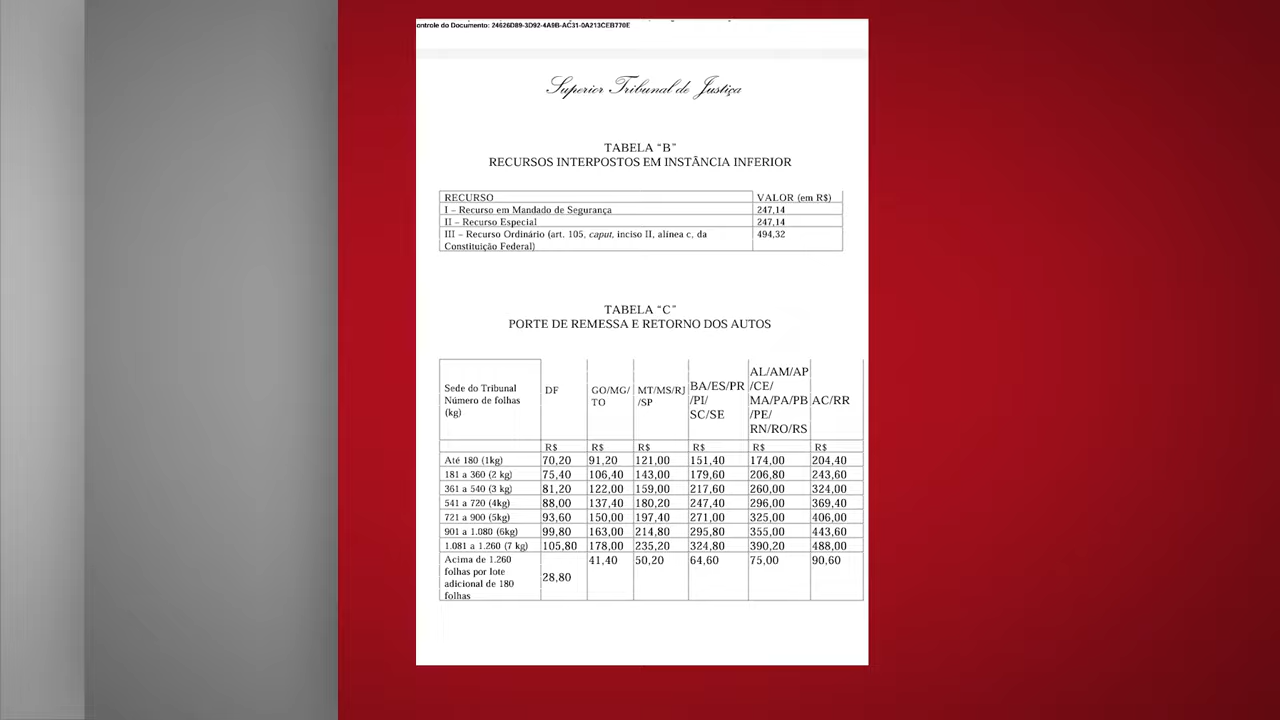 ontrole do Documento: 24626D89-3D92-4A9B-AC31-0A213CEB770E
Superior Tribunal de Justiça
TABELA “B”
RECURSOS INTERPOSTOS EM INSTÂNCIA INFERIOR
RECURSO VALOR (em R$)
I – Recurso em Mandado de Segurança 247,14
II – Recurso Especial 247,14
III – Recurso Ordinário (art. 105, caput, inciso II, alínea c, da 494,32
Constituição Federal)
TABELA “C”
PORTE DE REMESSA E RETORNO DOS AUTOS
Sede do Tribunal
Número de folhas
(kg)
DF
GO/MG/
TO
MT/MS/RJ
/SP
BA/ES/PR
/PI/
SC/SE
AL/AM/AP
/CE/
MA/PA/PB
/PE/
RN/RO/RS
AC/RR
R$ R$ R$ R$ R$ R$
Até 180 (1kg) 70,20 91,20 121,00 151,40 174,00 204,40
181 a 360 (2 kg) 75,40 106,40 143,00 179,60 206,80 243,60
361 a 540 (3 kg) 81,20 122,00 159,00 217,60 260,00 324,00
541 a 720 (4kg) 88,00 137,40 180,20 247,40 296,00 369,40
721 a 900 (5kg) 93,60 150,00 197,40 271,00 325,00 406,00
901 a 1.080 (6kg) 99,80 163,00 214,80 295,80 355,00 443,60
1.081 a 1.260 (7 kg) 105,80 178,00 235,20 324,80 390,20 488,00
Acima de 1.260
folhas por lote
adicional de 180
folhas
28,80 41,40 50,20 64,60 75,00 90,60